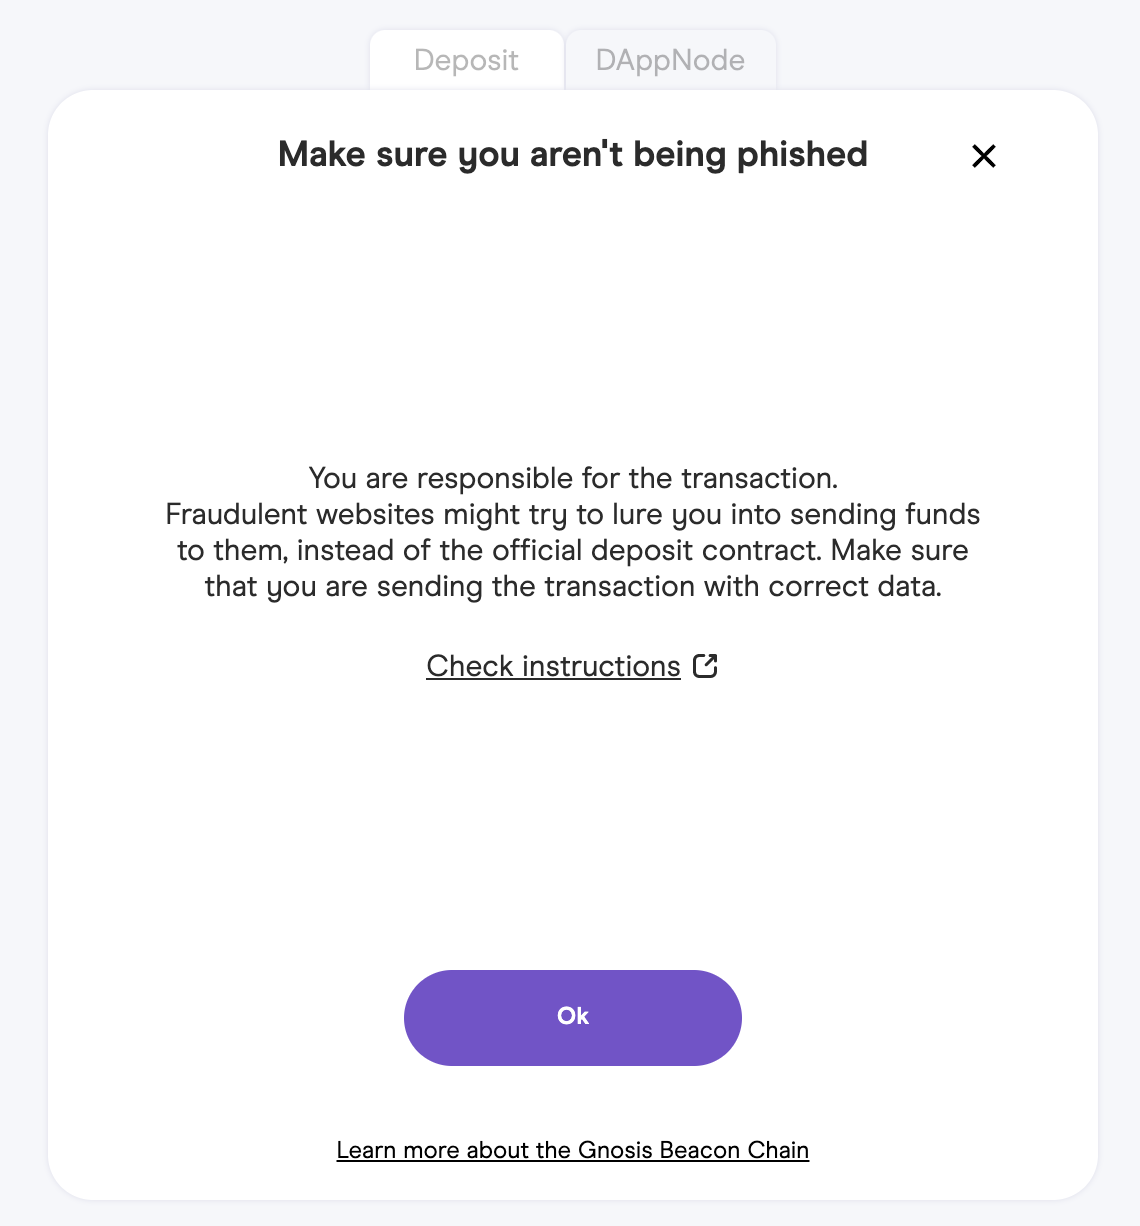 Deposit
DAppNode
Make sure you aren't being phished
You are responsible for the transaction.
Fraudulent websites might try to lure you into sending funds
to them, instead of the official deposit contract. Make sure
that you are sending the transaction with correct data.
Check instructions
Ok
Learn more about the Gnosis Beacon Chain